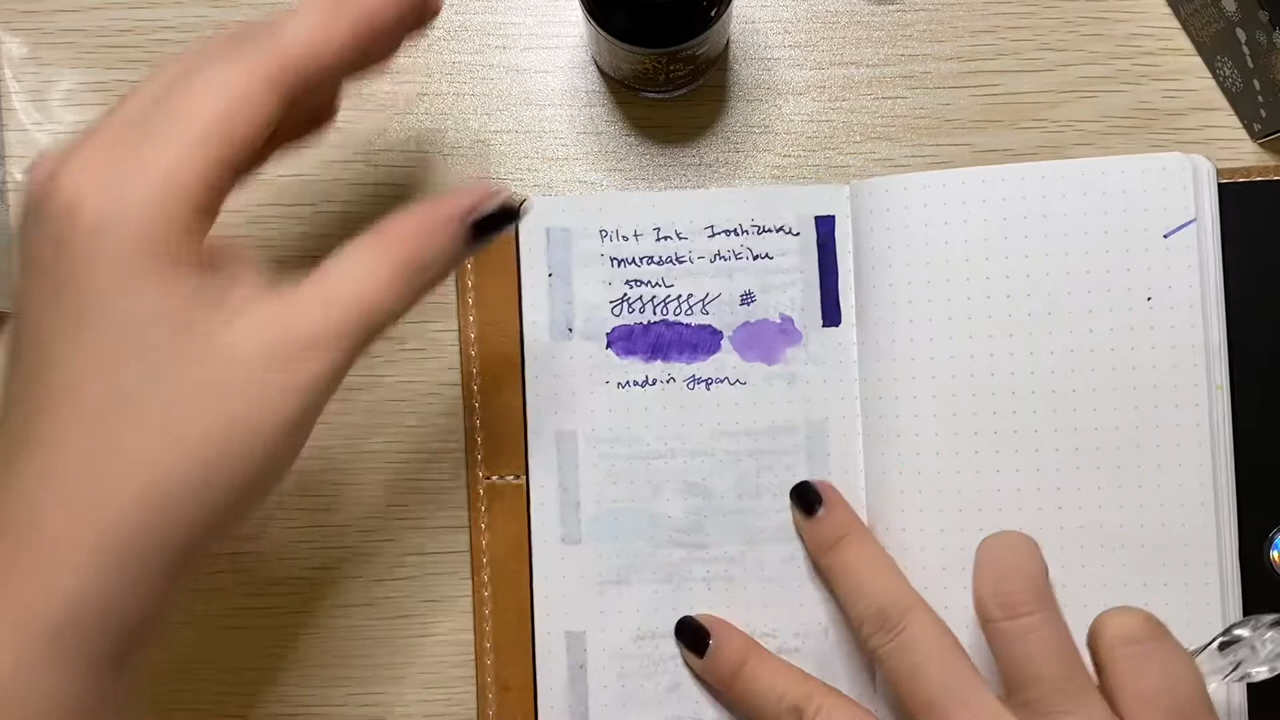 Pilot Ink Iroshizuku
· murasaki-shikibu
· 50ml
#
· made in Japan